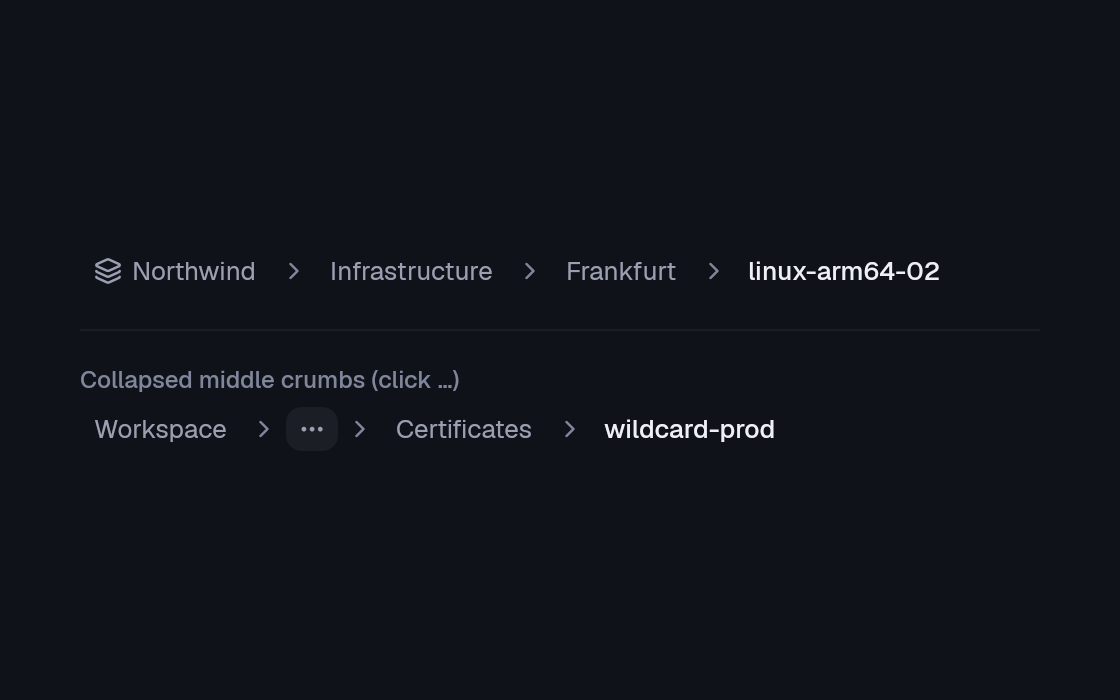 Northwind > Infrastructure > Frankfurt > linux-arm64-02
Collapsed middle crumbs (click …)
Workspace > ••• > Certificates > wildcard-prod